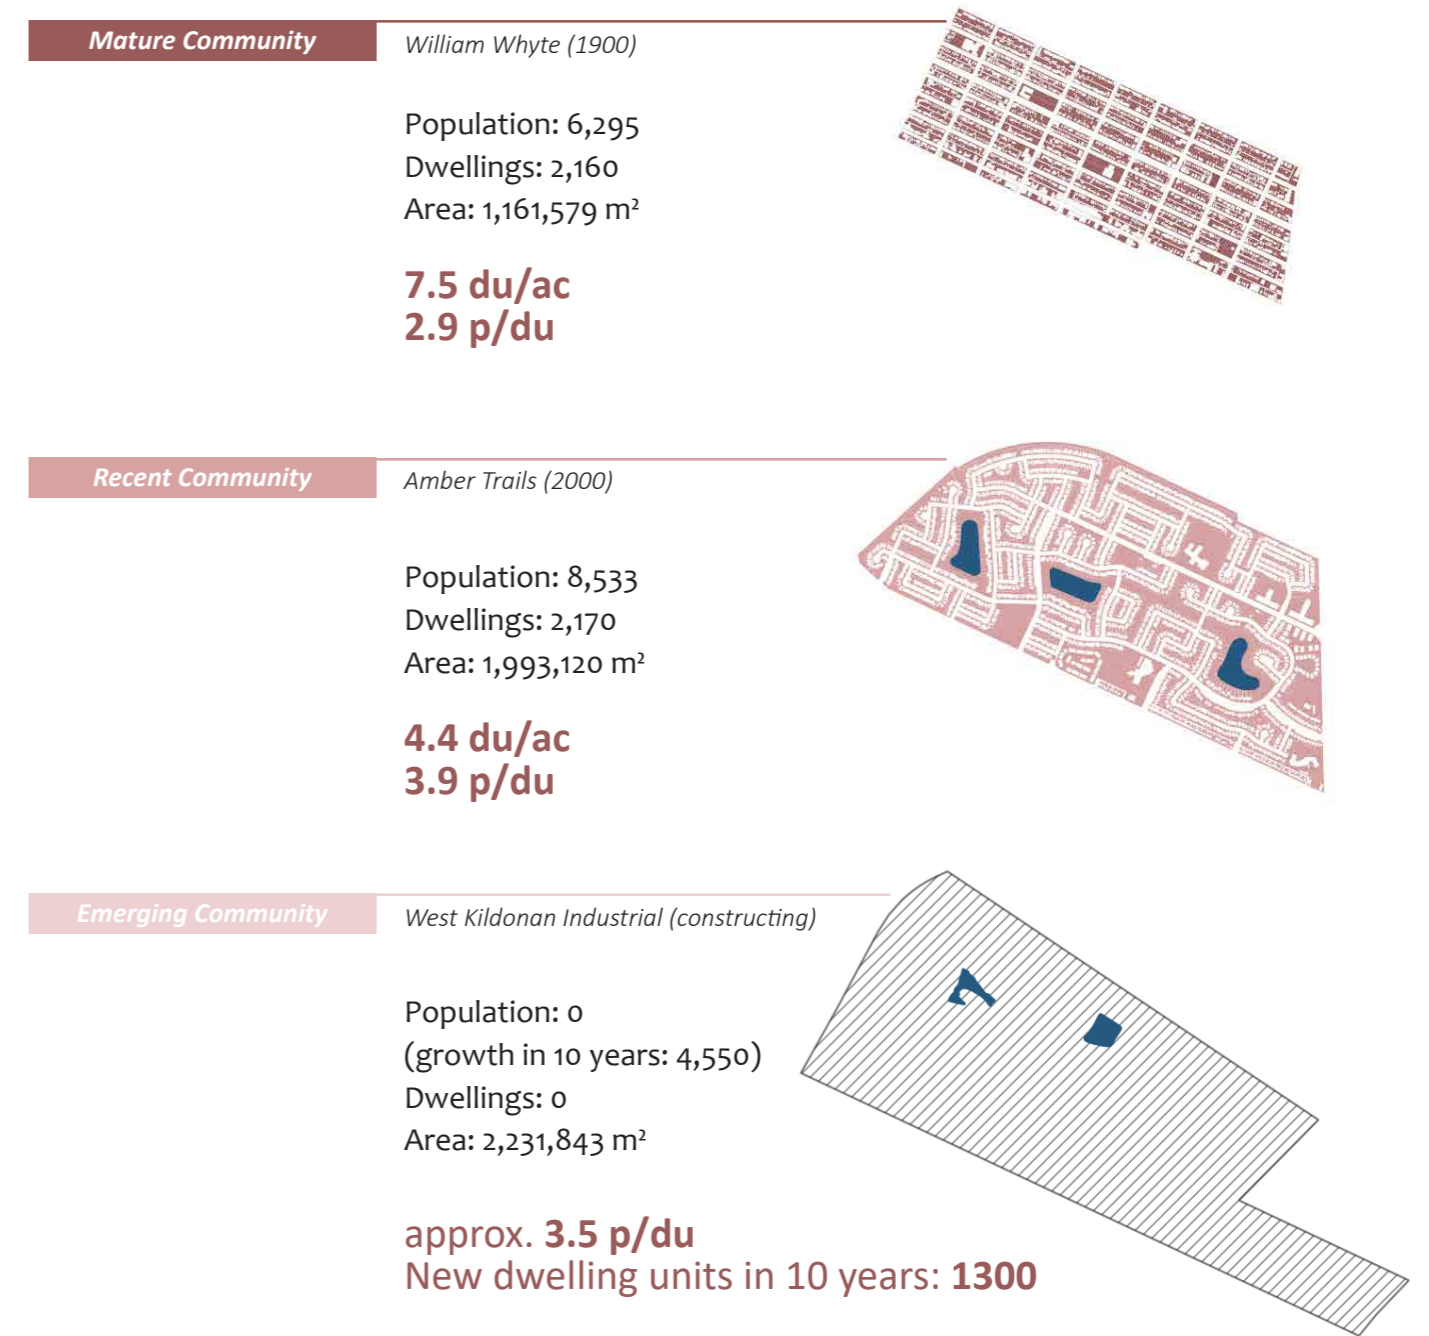 Mature Community
William Whyte (1900)
Population: 6,295
Dwellings: 2,160
Area: 1,161,579 m²
7.5 du/ac
2.9 p/du
Recent Community
Amber Trails (2000)
Population: 8,533
Dwellings: 2,170
Area: 1,993,120 m²
4.4 du/ac
3.9 p/du
Emerging Community
West Kildonan Industrial (constructing)
Population: 0
(growth in 10 years: 4,550)
Dwellings: 0
Area: 2,231,843 m²
approx. 3.5 p/du
New dwelling units in 10 years: 1300